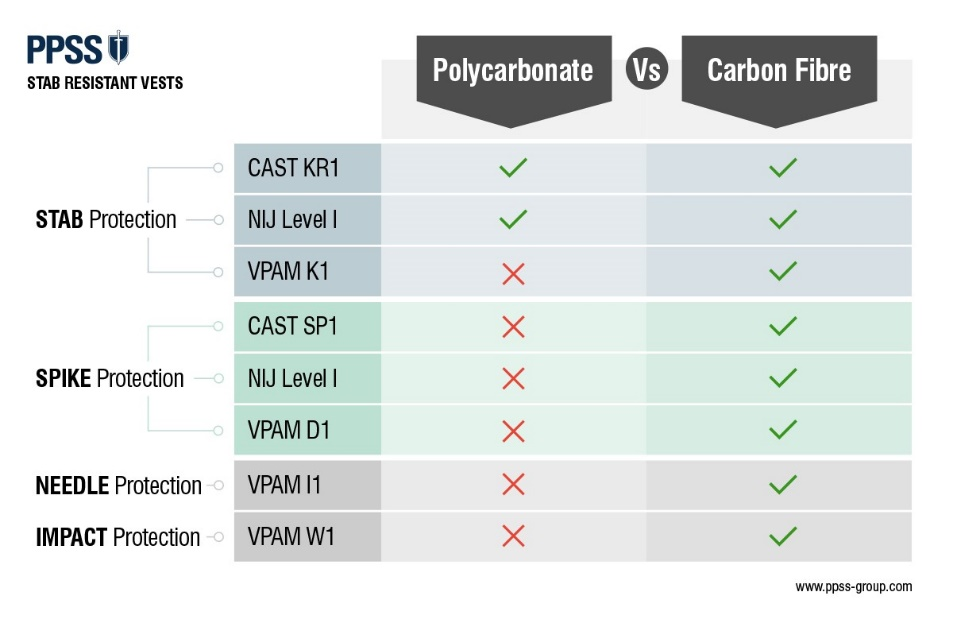 PPSS
STAB RESISTANT VESTS
Polycarbonate Vs Carbon Fibre
STAB Protection
CAST KR1
NIJ Level I
VPAM K1
SPIKE Protection
CAST SP1
NIJ Level I
VPAM D1
NEEDLE Protection
VPAM I1
IMPACT Protection
VPAM W1
www.ppss-group.com